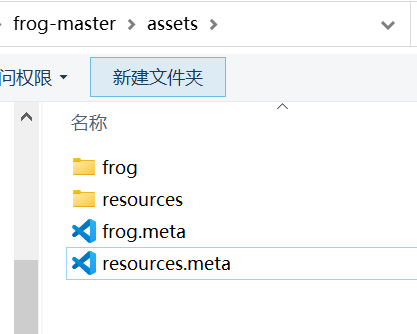 frog-master > assets >
问权限 新建文件夹
名称
frog
resources
frog.meta
resources.meta